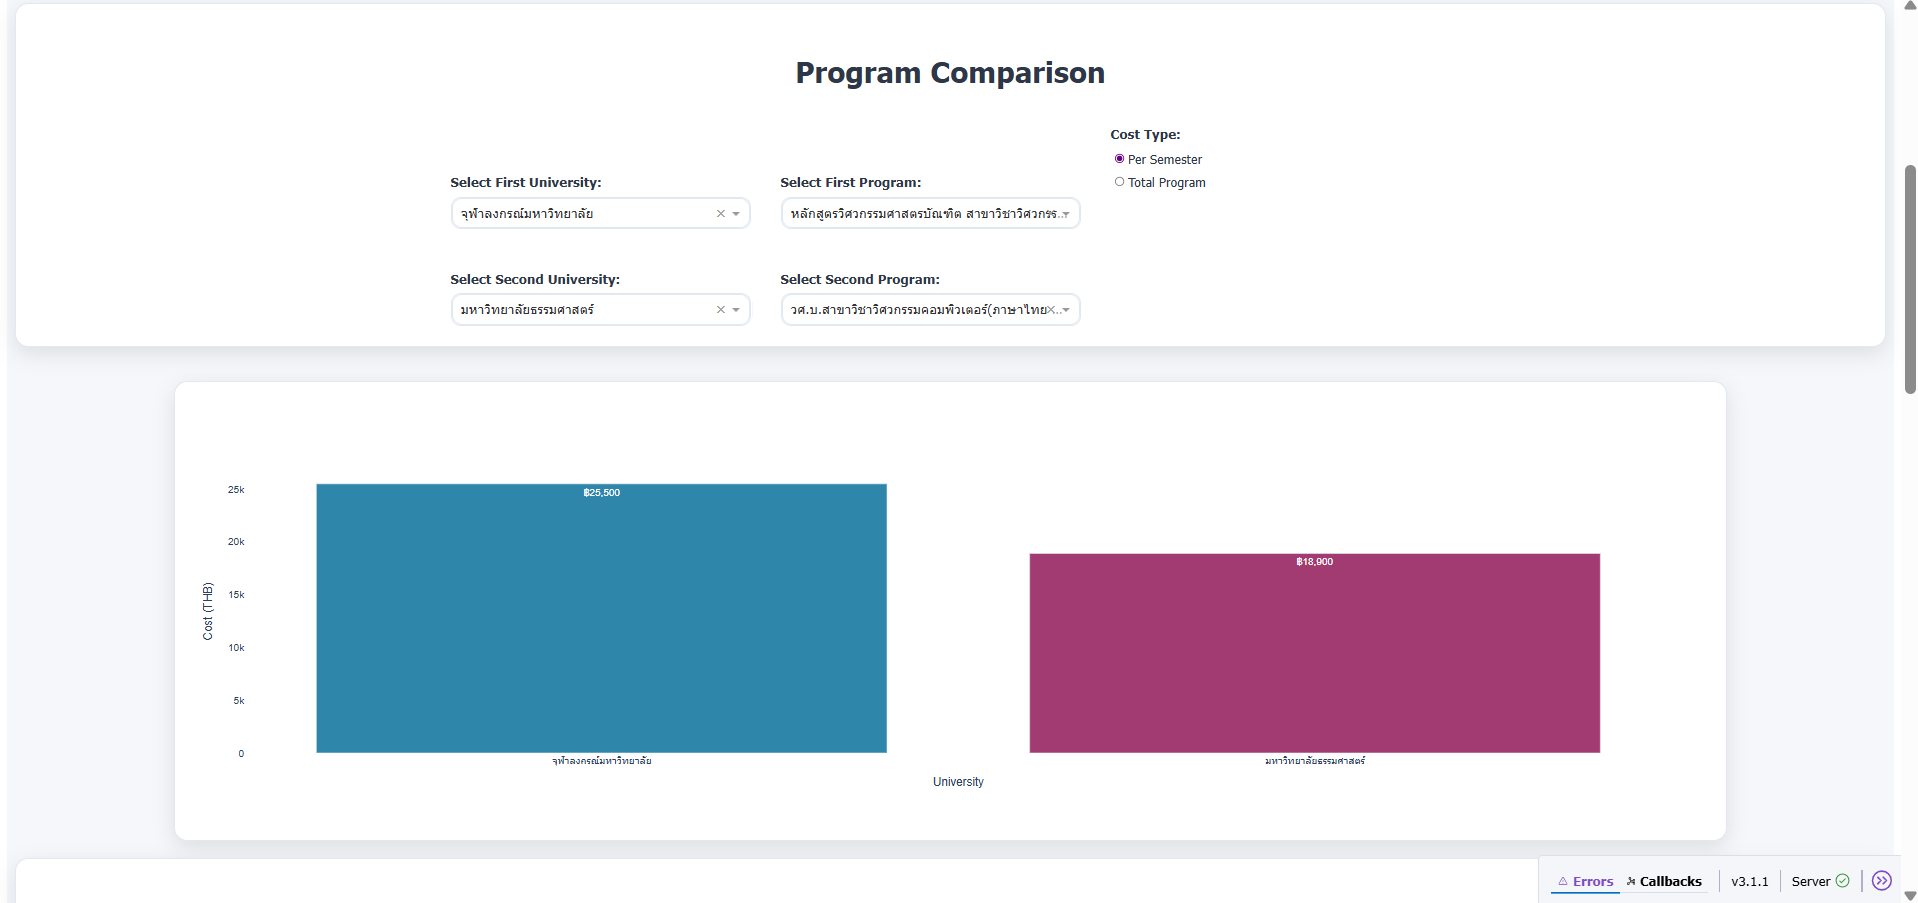 Program Comparison
Cost Type:
Per Semester
Total Program
Select First University:
Select First Program:
จุฬาลงกรณ์มหาวิทยาลัย
หลักสูตรวิศวกรรมศาสตรบัณฑิต สาขาวิชาวิศวกรร...
Select Second University:
Select Second Program:
มหาวิทยาลัยธรรมศาสตร์
วศ.บ.สาขาวิชาวิศวกรรมคอมพิวเตอร์(ภาษาไทย...
25k
20k
15k
10k
5k
0
Cost (THB)
฿25,500
฿18,900
จุฬาลงกรณ์มหาวิทยาลัย
มหาวิทยาลัยธรรมศาสตร์
University
Errors
Callbacks
v3.1.1
Server